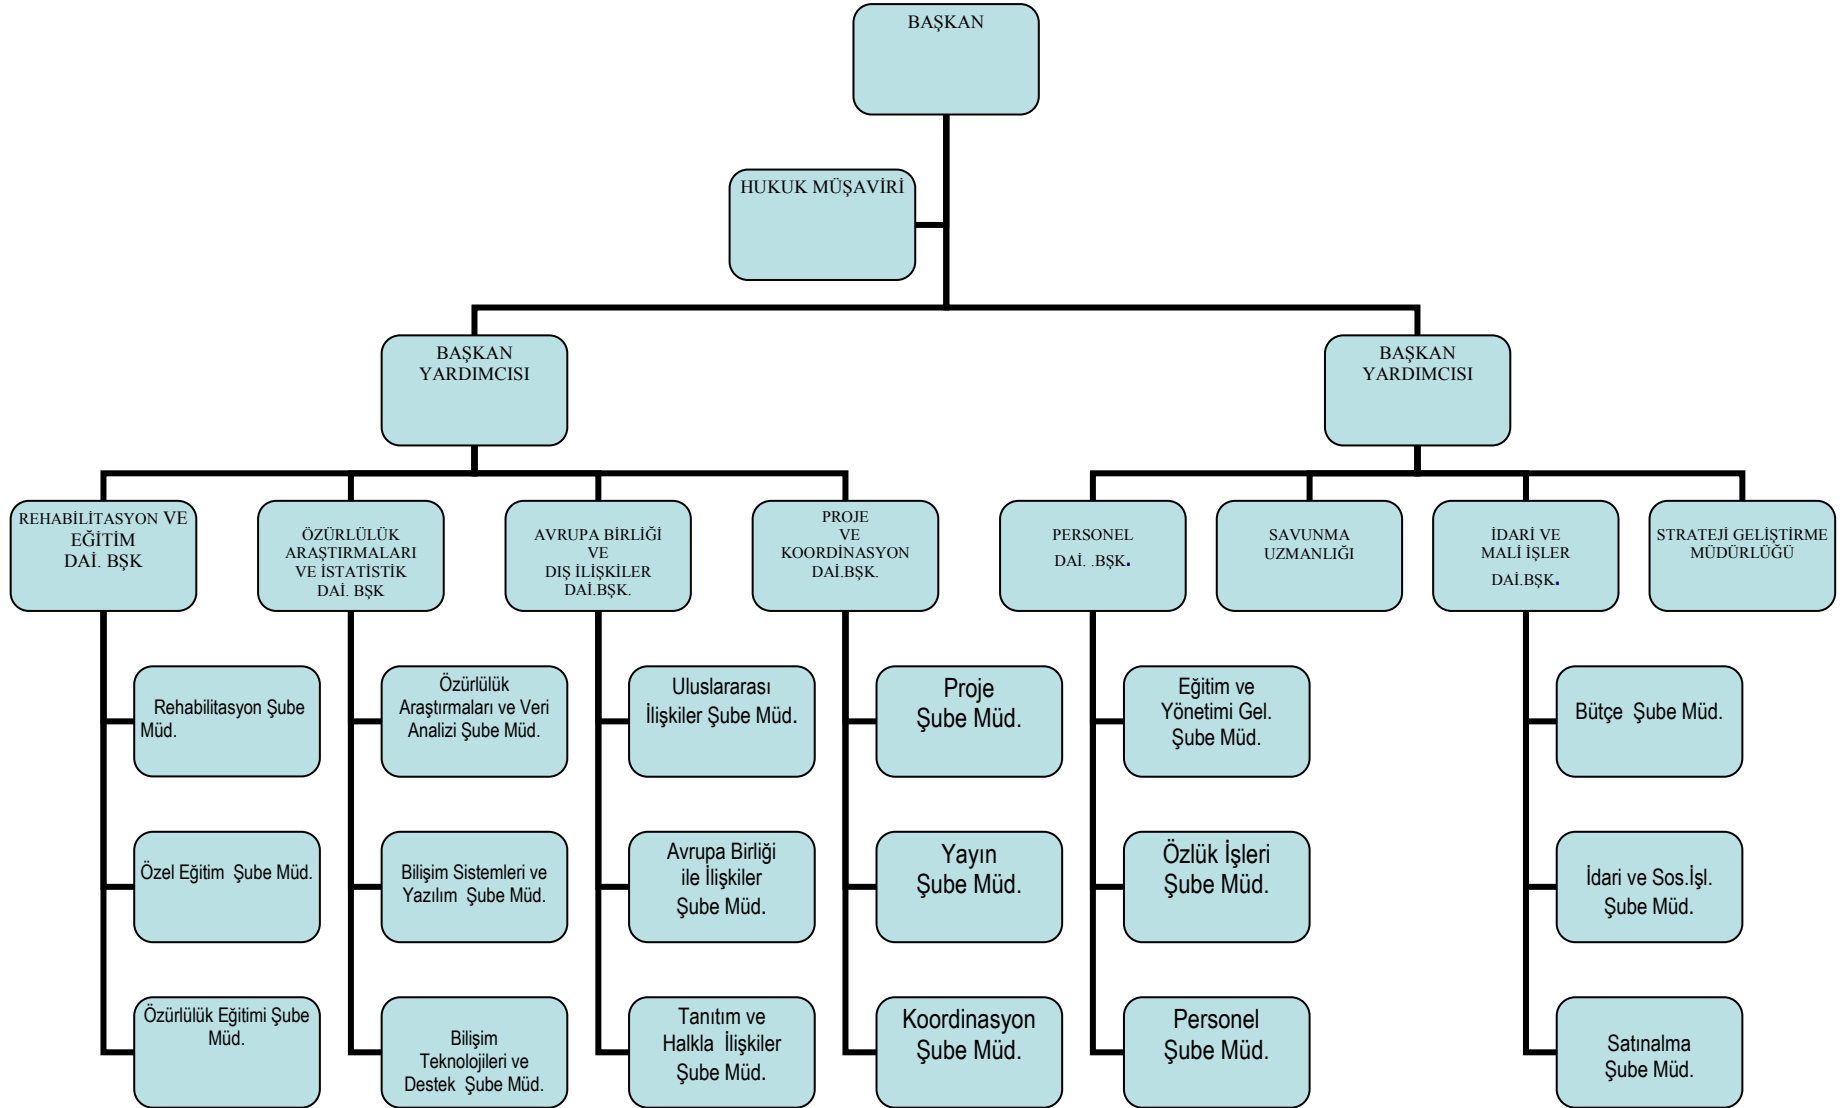 BAŞKAN
HUKUK MÜŞAVİRİ
BAŞKAN
YARDIMCISI
BAŞKAN
YARDIMCISI
REHABİLİTASYON VE
EĞİTİM
DAİ. BŞK
ÖZÜRLÜLÜK
ARAŞTIRMALARI
VE İSTATİSTİK
DAİ. BŞK
AVRUPA BİRLİĞİ
VE
DIŞ İLİŞKİLER
DAİ.BŞK.
PROJE
VE
KOORDİNASYON
DAİ.BŞK.
PERSONEL
DAİ. .BŞK.
SAVUNMA
UZMANLIĞI
İDARİ VE
MALİ İŞLER
DAİ.BŞK.
STRATEJİ GELİŞTİRME
MÜDÜRLÜĞÜ
Rehabilitasyon Şube
Müd.
Özürlülük
Araştırmaları ve Veri
Analizi Şube Müd.
Uluslararası
İlişkiler Şube Müd.
Proje
Şube Müd.
Eğitim ve
Yönetimi Gel.
Şube Müd.
Bütçe Şube Müd.
Özel Eğitim Şube Müd.
Bilişim Sistemleri ve
Yazılım Şube Müd.
Avrupa Birliği
ile İlişkiler
Şube Müd.
Yayın
Şube Müd.
Özlük İşleri
Şube Müd.
İdari ve Sos.İşl.
Şube Müd.
Özürlülük Eğitimi Şube
Müd.
Bilişim
Teknolojileri ve
Destek Şube Müd.
Tanıtım ve
Halkla İlişkiler
Şube Müd.
Koordinasyon
Şube Müd.
Personel
Şube Müd.
Satınalma
Şube Müd.